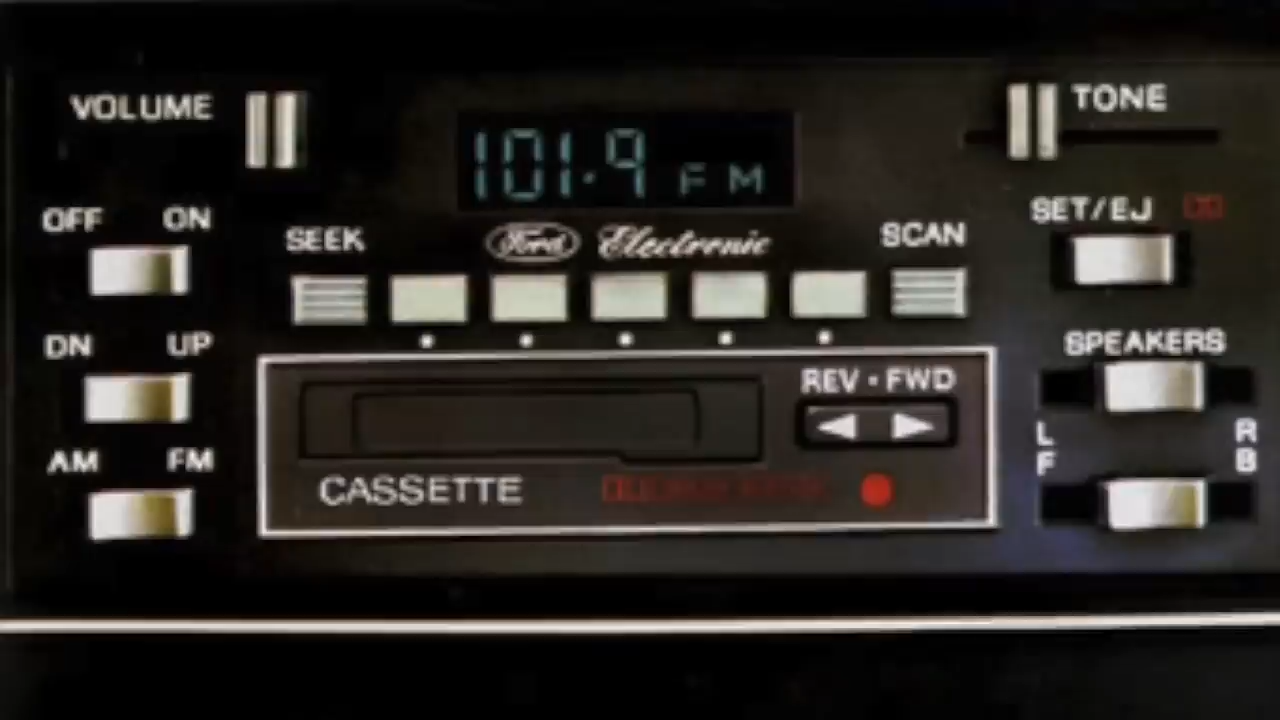 VOLUME
101.9 FM
TONE
OFF ON
SEEK
Ford Electronic
SCAN
SET/EJ
DN UP
SPEAKERS
REV • FWD
AM FM
L R
F B
CASSETTE